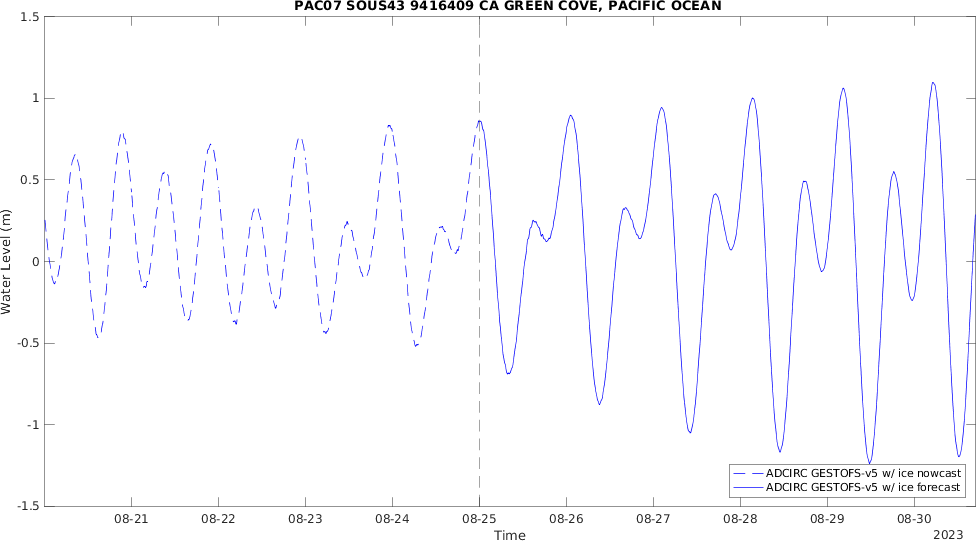 PAC07 SOUS43 9416409 CA GREEN COVE, PACIFIC OCEAN
1.5
1
0.5
0
-0.5
-1
-1.5
Water Level (m)
ADCIRC GESTOFS-v5 w/ ice nowcast
ADCIRC GESTOFS-v5 w/ ice forecast
08-21 08-22 08-23 08-24 08-25 08-26 08-27 08-28 08-29 08-30
Time
2023